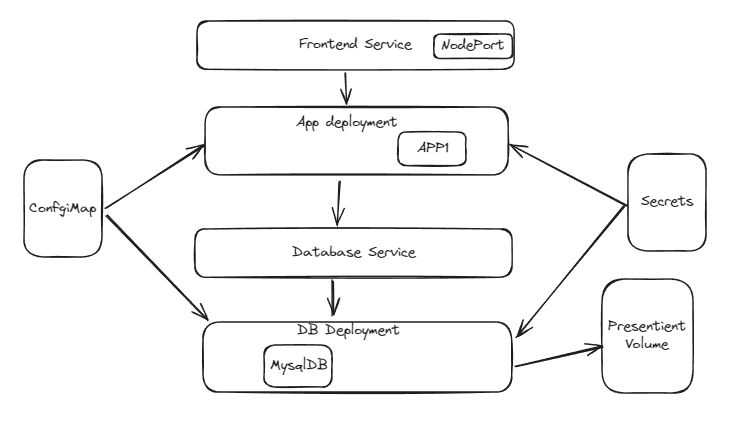 Frontend Service
NodePort
App deployment
APP1
ConfgiMap
Secrets
Database Service
DB Deployment
MysqlDB
Presentient
Volume